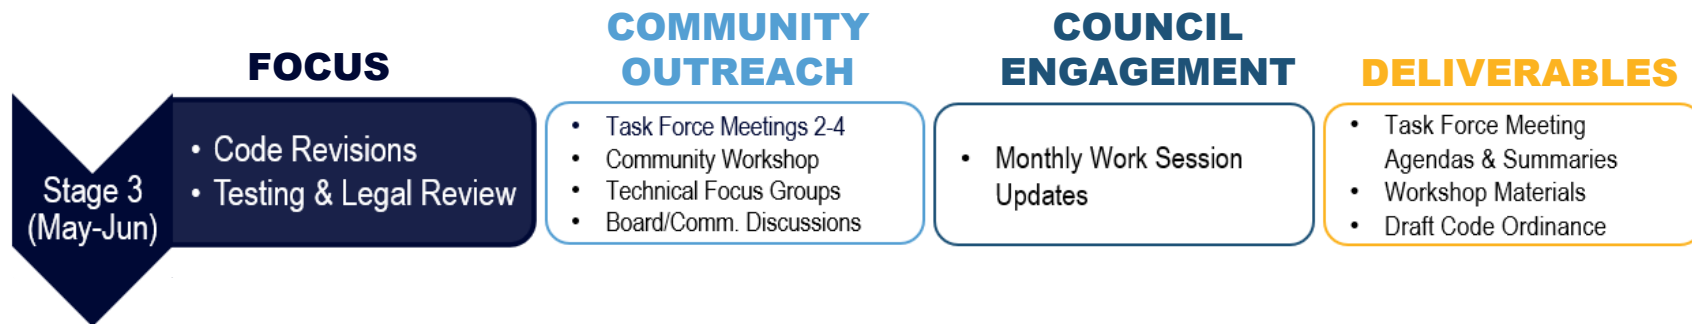 FOCUS
COMMUNITY
OUTREACH
COUNCIL
ENGAGEMENT
DELIVERABLES
Stage 3
(May-Jun)
• Code Revisions
• Testing & Legal Review
• Task Force Meetings 2-4
• Community Workshop
• Technical Focus Groups
• Board/Comm. Discussions
• Monthly Work Session
Updates
• Task Force Meeting
Agendas & Summaries
• Workshop Materials
• Draft Code Ordinance